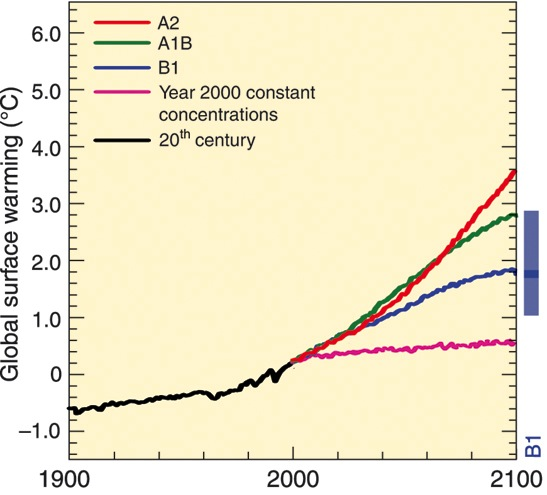 Global surface warming (°C)
6.0
5.0
4.0
3.0
2.0
1.0
0
–1.0
A2
A1B
B1
Year 2000 constant
concentrations
20th century
1900
2000
2100
B1